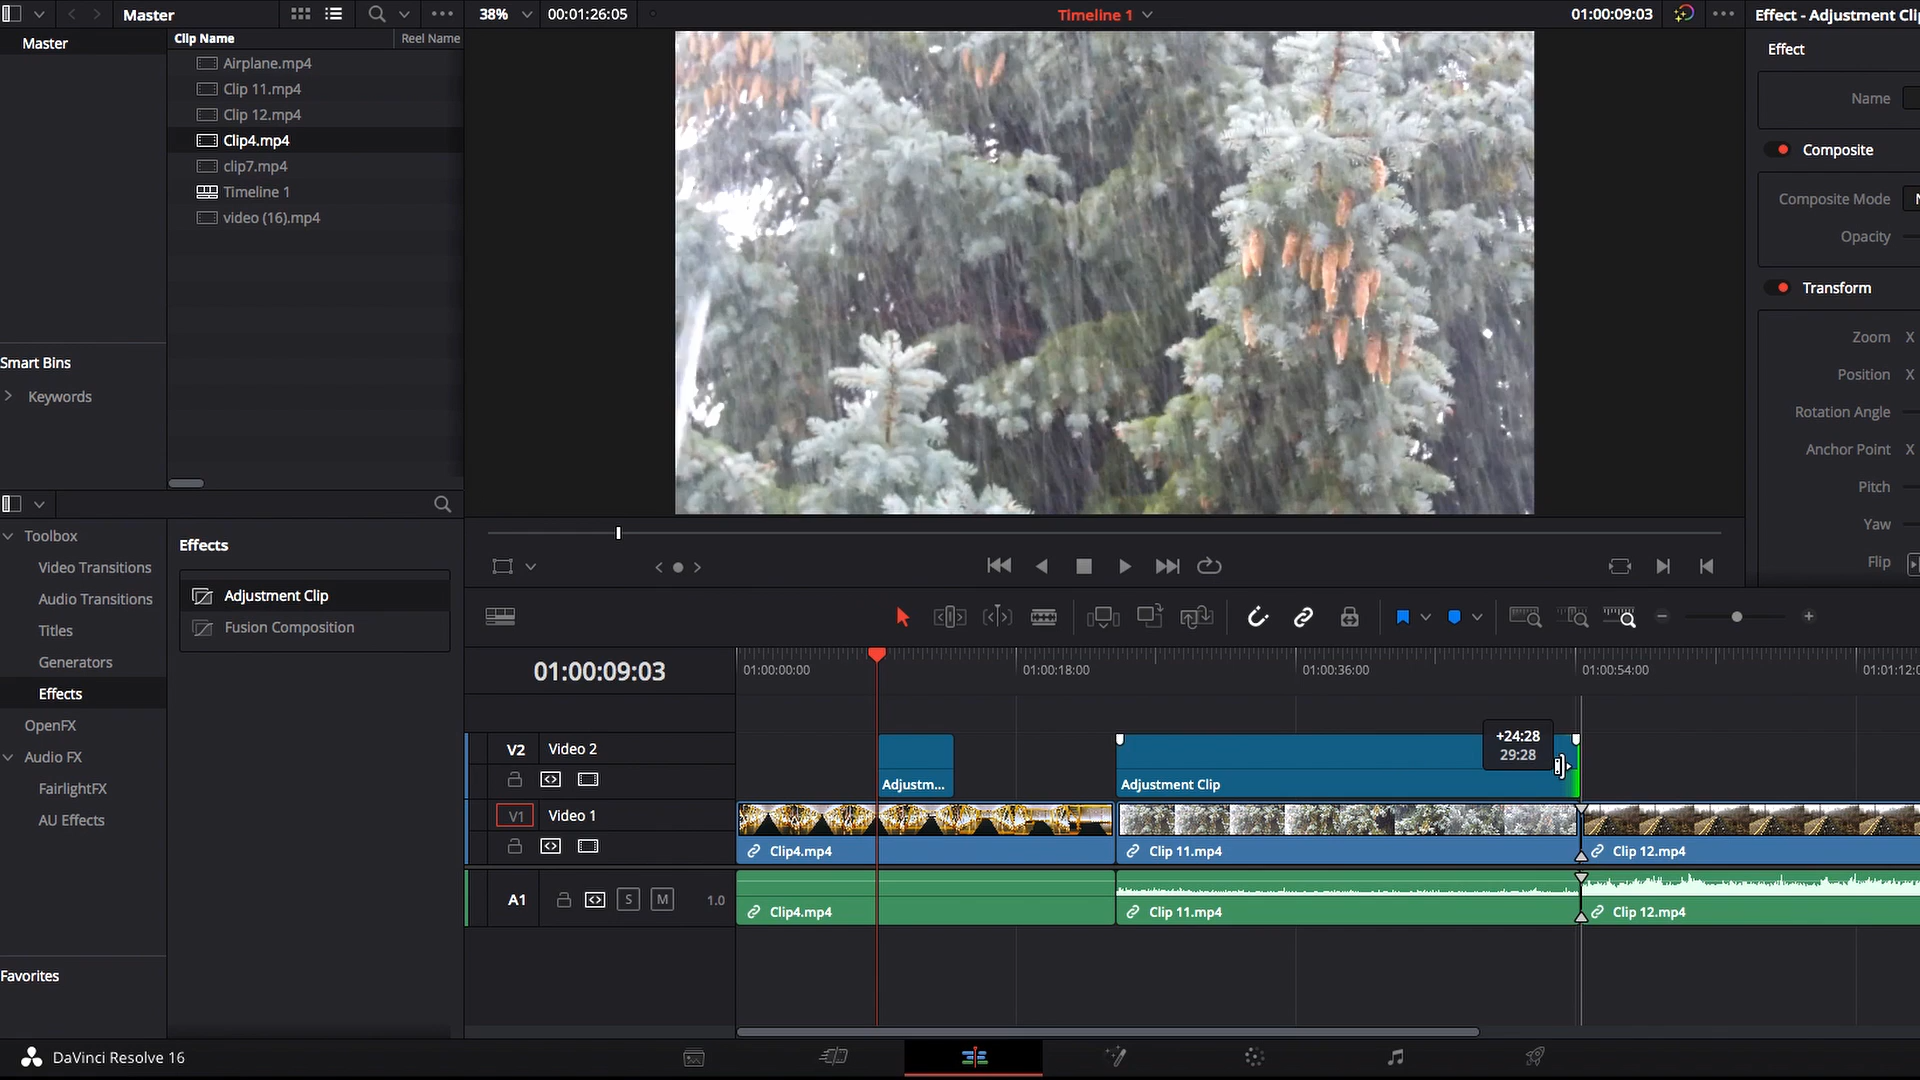 Master
38%
00:01:26:05
Timeline 1
01:00:09:03
Effect - Adjustment Cli
Master
Clip Name
Reel Name
Effect
Airplane.mp4
Clip 11.mp4
Clip 12.mp4
Clip4.mp4
clip7.mp4
Timeline 1
video (16).mp4
Name
Composite
Composite Mode
Opacity
Transform
Zoom X
Position X
Rotation Angle
Anchor Point X
Pitch
Yaw
Flip
Smart Bins
Keywords
Toolbox
Video Transitions
Audio Transitions
Titles
Generators
Effects
OpenFX
Audio FX
FairlightFX
AU Effects
Favorites
Effects
Adjustment Clip
Fusion Composition
01:00:09:03
01:00:00:00
01:00:18:00
01:00:36:00
01:00:54:00
01:01:12:0
V2 Video 2
Adjustm...
Adjustment Clip
+24:28
29:28
V1 Video 1
Clip4.mp4
Clip 11.mp4
Clip 12.mp4
A1
S
M
1.0
Clip4.mp4
Clip 11.mp4
Clip 12.mp4
DaVinci Resolve 16